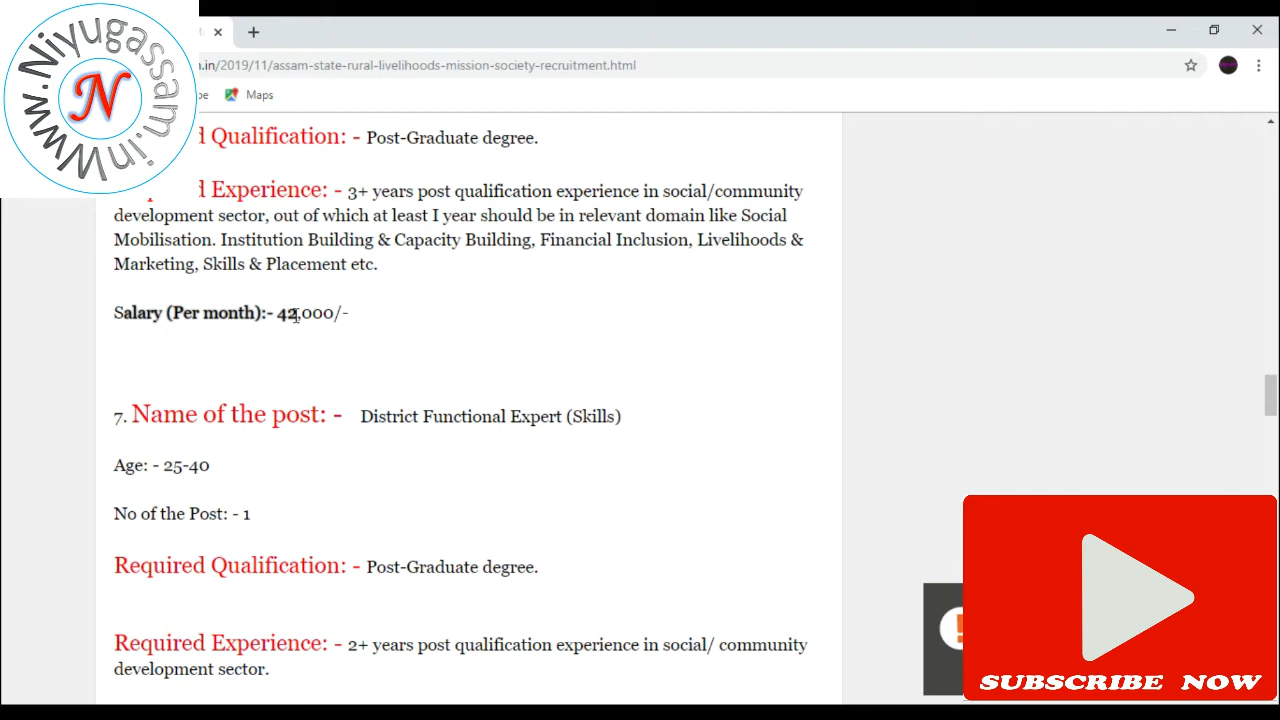 Www.Niyugassam.in
N
n.in/2019/11/assam-state-rural-livelihoods-mission-society-recruitment.html
Maps
Qualification: - Post-Graduate degree.
Experience: - 3+ years post qualification experience in social/community
development sector, out of which at least I year should be in relevant domain like Social
Mobilisation. Institution Building & Capacity Building, Financial Inclusion, Livelihoods &
Marketing, Skills & Placement etc.
Salary (Per month):- 42,000/-
7. Name of the post: - District Functional Expert (Skills)
Age: - 25-40
No of the Post: - 1
Required Qualification: - Post-Graduate degree.
Required Experience: - 2+ years post qualification experience in social/ community
development sector.
SUBSCRIBE NOW